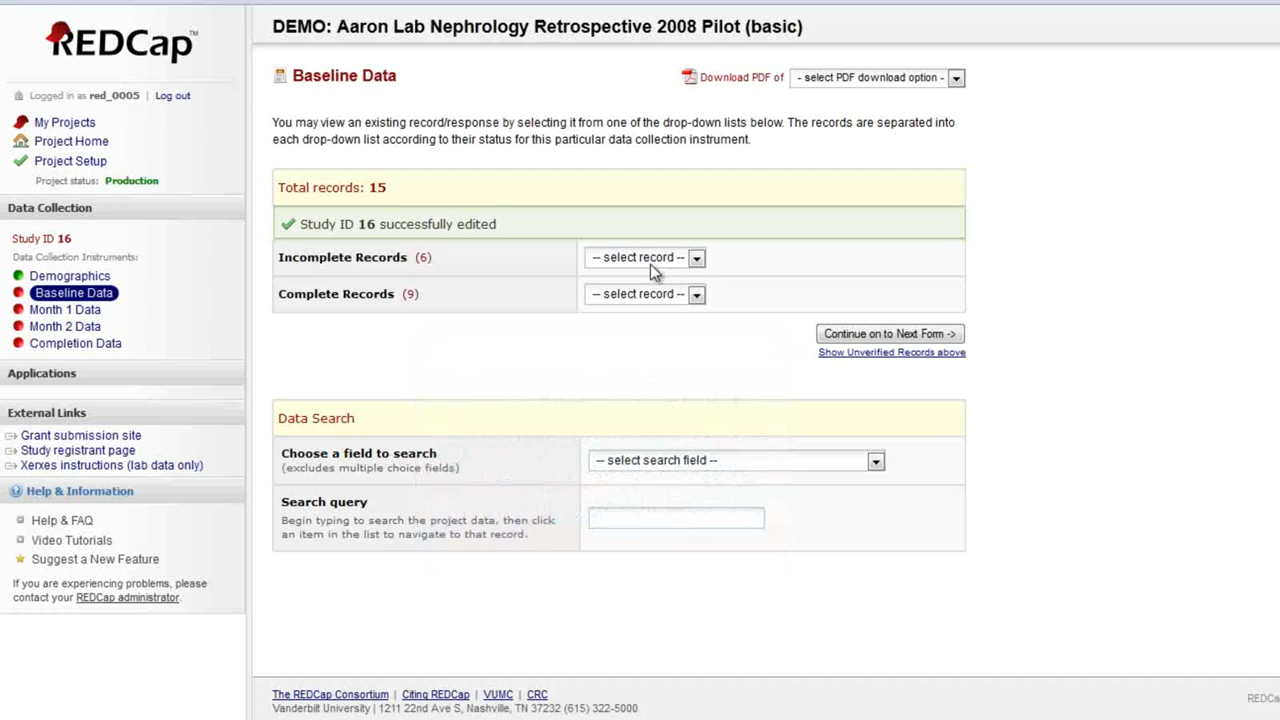 DEMO: Aaron Lab Nephrology Retrospective 2008 Pilot (basic)
REDCap™
Logged in as red_0005 | Log out
My Projects
Project Home
Project Setup
Project status: Production
Data Collection
Study ID 16
Data Collection Instruments:
Demographics
Baseline Data
Month 1 Data
Month 2 Data
Completion Data
Applications
External Links
Grant submission site
Study registrant page
Xerxes instructions (lab data only)
Help & Information
Help & FAQ
Video Tutorials
Suggest a New Feature
If you are experiencing problems, please
contact your REDCap administrator.
Baseline Data
Download PDF of - select PDF download option -
You may view an existing record/response by selecting it from one of the drop-down lists below. The records are separated into
each drop-down list according to their status for this particular data collection instrument.
Total records: 15
Study ID 16 successfully edited
Incomplete Records (6) -- select record --
Complete Records (9) -- select record --
Continue on to Next Form ->
Show Unverified Records above
Data Search
Choose a field to search
(excludes multiple choice fields)
-- select search field --
Search query
Begin typing to search the project data, then click
an item in the list to navigate to that record.
The REDCap Consortium | Citing REDCap | VUMC | CRC
Vanderbilt University | 1211 22nd Ave S, Nashville, TN 37232 (615) 322-5000
REDCa